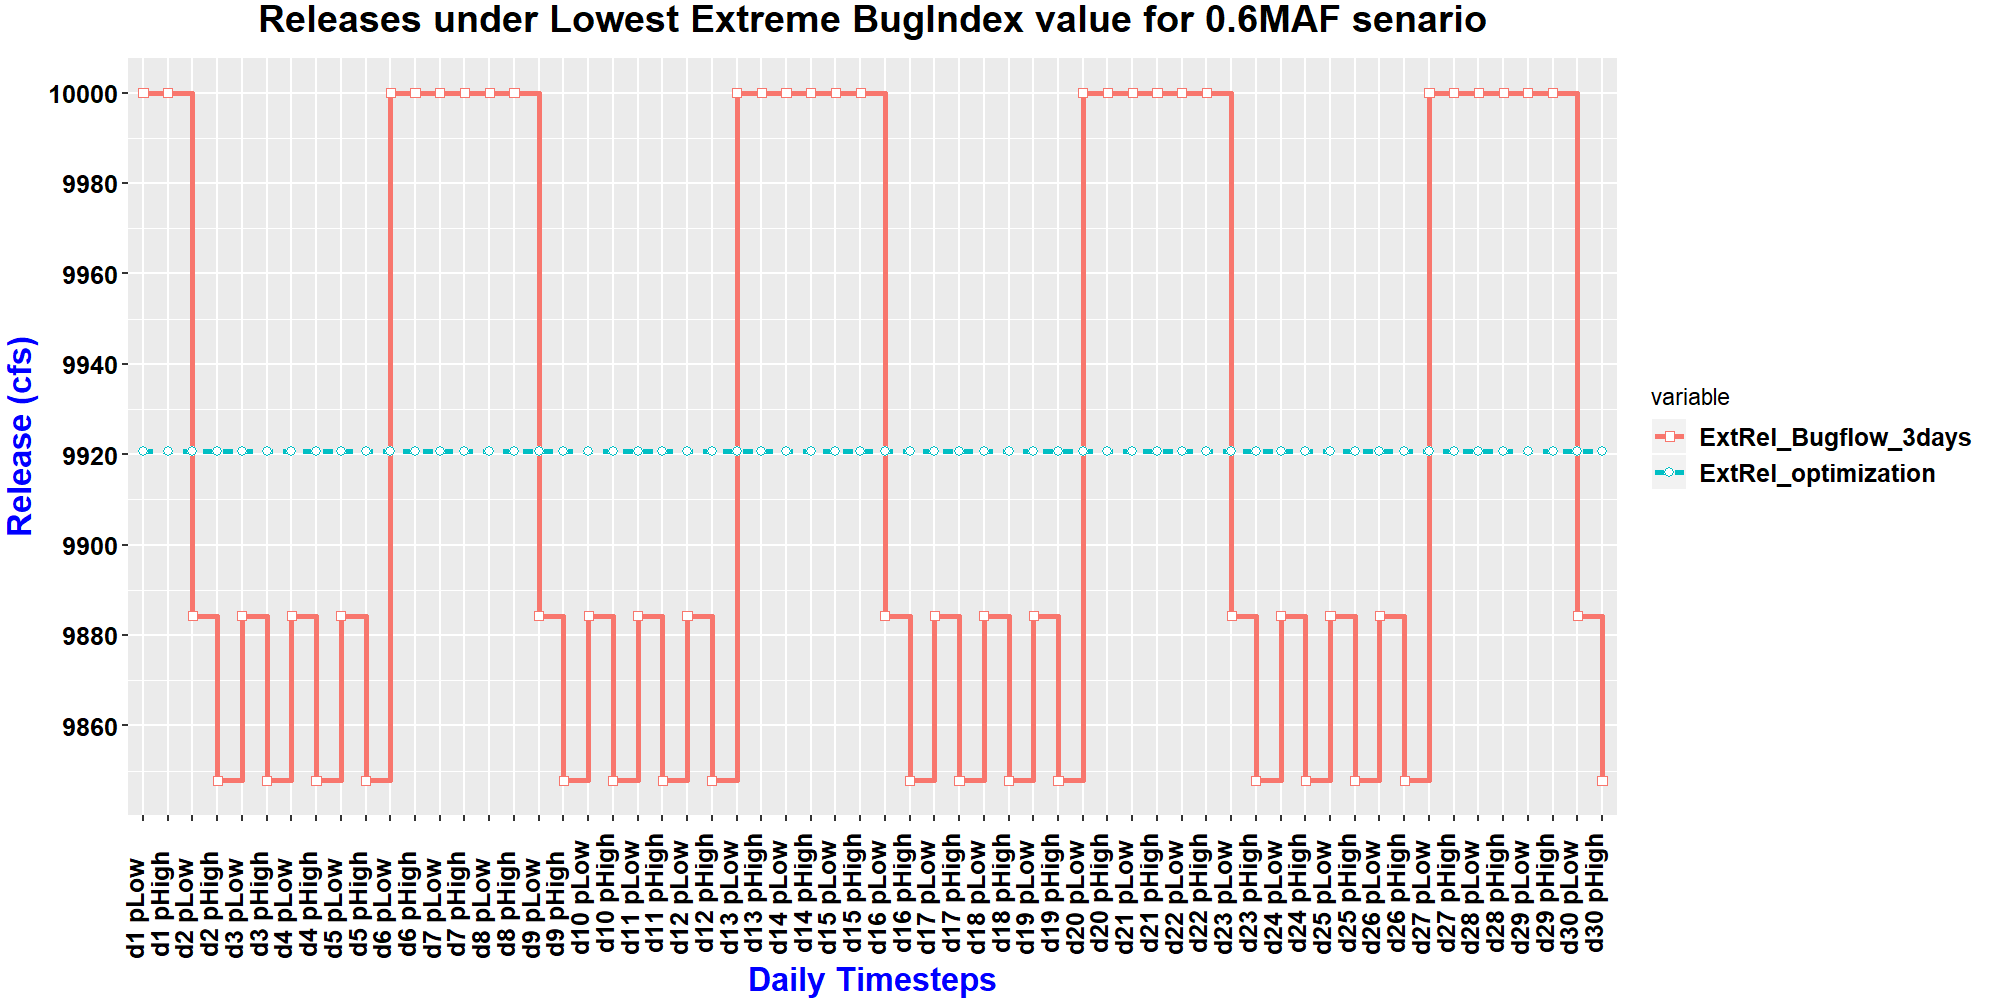 Releases under Lowest Extreme BugIndex value for 0.6MAF senario
Release (cfs)
10000
9980
9960
9940
9920
9900
9880
9860
d1 pLow
d1 pHigh
d2 pLow
d2 pHigh
d3 pLow
d3 pHigh
d4 pLow
d4 pHigh
d5 pLow
d5 pHigh
d6 pLow
d6 pHigh
d7 pLow
d7 pHigh
d8 pLow
d8 pHigh
d9 pLow
d9 pHigh
d10 pLow
d10 pHigh
d11 pLow
d11 pHigh
d12 pLow
d12 pHigh
d13 pLow
d13 pHigh
d14 pLow
d14 pHigh
d15 pLow
d15 pHigh
d16 pLow
d16 pHigh
d17 pLow
d17 pHigh
d18 pLow
d18 pHigh
d19 pLow
d19 pHigh
d20 pLow
d20 pHigh
d21 pLow
d21 pHigh
d22 pLow
d22 pHigh
d23 pLow
d23 pHigh
d24 pLow
d24 pHigh
d25 pLow
d25 pHigh
d26 pLow
d26 pHigh
d27 pLow
d27 pHigh
d28 pLow
d28 pHigh
d29 pLow
d29 pHigh
d30 pLow
d30 pHigh
Daily Timesteps
variable
ExtRel_Bugflow_3days
ExtRel_optimization